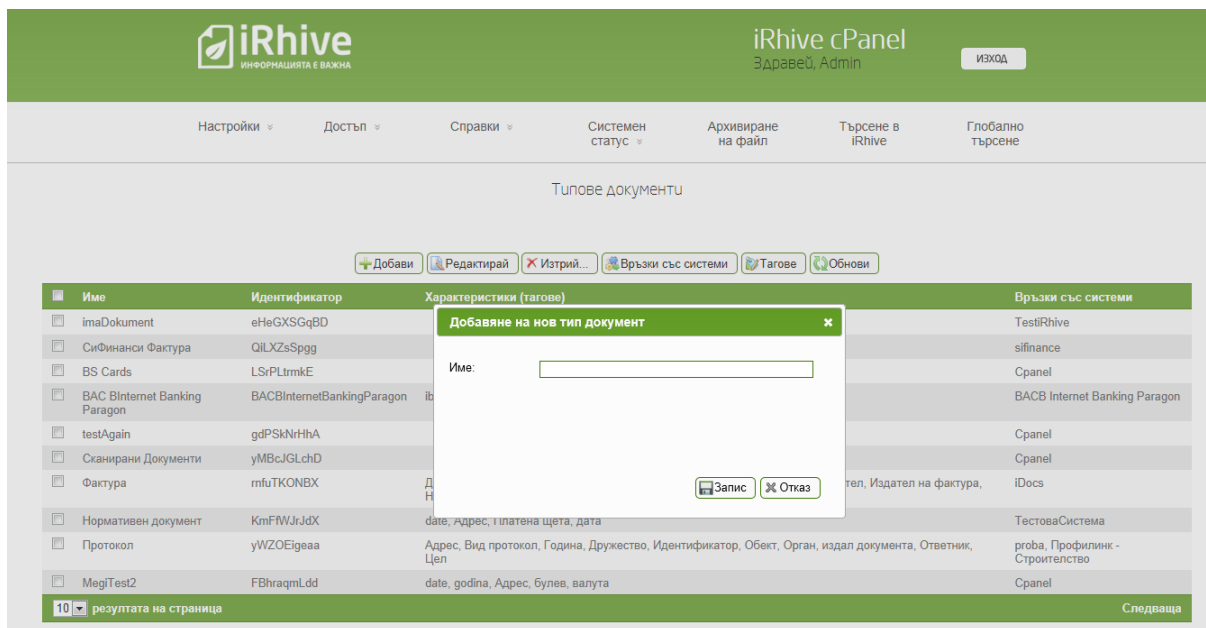 iRhive
ИНФОРМАЦИЯТА Е ВАЖНА
iRhive cPanel
Здравей, Admin
ИЗХОД
Настройки
Достъп
Справки
Системен статус
Архивиране на файл
Търсене в iRhive
Глобално търсене
Типове документи
Добави Редактирай Изтрий... Връзки със системи Тагове Обнови
Име Идентификатор Характеристики (тагове) Връзки със системи
Добавяне на нов тип документ
Име:
Запис Отказ
imaDokument eHeGXSGqBD TestiRhive
СиФинанси Фактура QiLXZsSpgg sifinance
BS Cards LSrPLtrmkE Cpanel
BAC BInternet Banking Paragon BACBInternetBankingParagon ib BACB Internet Banking Paragon
testAgain gdPSkNrHhA Cpanel
Сканирани Документи yMBcJGLchD Cpanel
Фактура rnfuTKONBX тел, Издател на фактура, iDocs
Нормативен документ KmFfWJrJdX date, Адрес, Платена щета, дата ТестоваСистема
Протокол yWZOEigeaa Адрес, Вид протокол, Година, Дружество, Идентификатор, Обект, Орган, издал документа, Ответник, Цел proba, Профилинк - Строителство
MegiTest2 FBhraqmLdd date, godina, Адрес, булев, валута Cpanel
10 резултата на страница Следваща